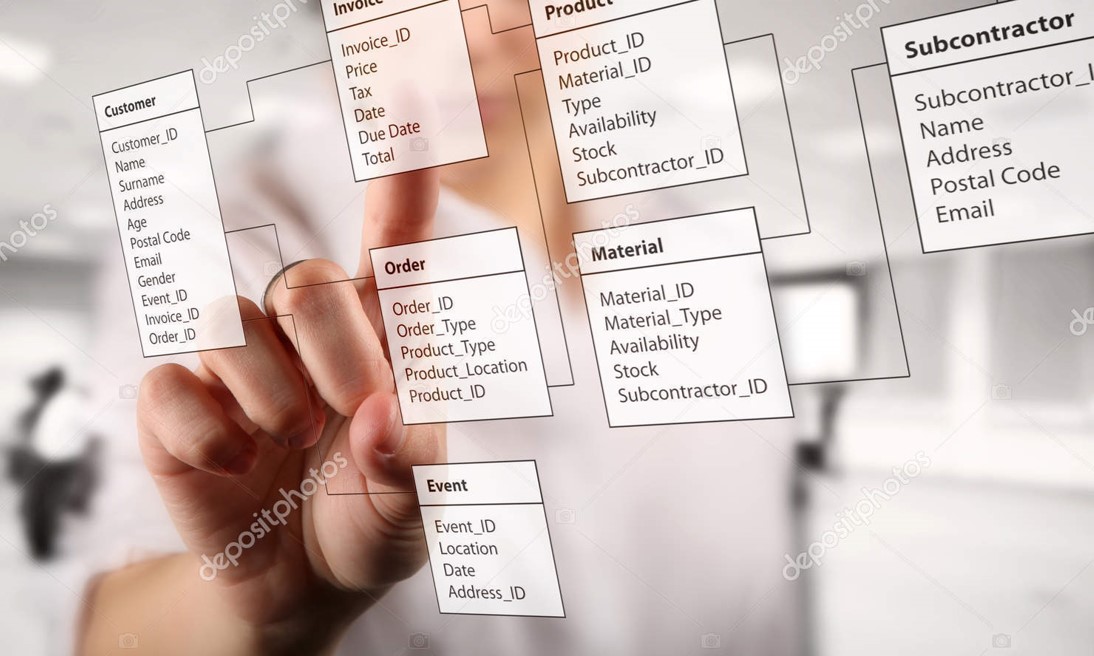 Customer
Customer_ID
Name
Surname
Address
Age
Postal Code
Email
Gender
Event_ID
Invoice_ID
Order_ID
Invoice
Invoice_ID
Price
Tax
Date
Due Date
Total
Product
Product_ID
Material_ID
Type
Availability
Stock
Subcontractor_ID
Subcontractor
Subcontractor_I
Name
Address
Postal Code
Email
Order
Order_ID
Order_Type
Product_Type
Product_Location
Product_ID
Material
Material_ID
Material_Type
Availability
Stock
Subcontractor_ID
Event
Event_ID
Location
Date
Address_ID
depositphotos
depositphotos
depositphotos
depositphotos
depositphotos